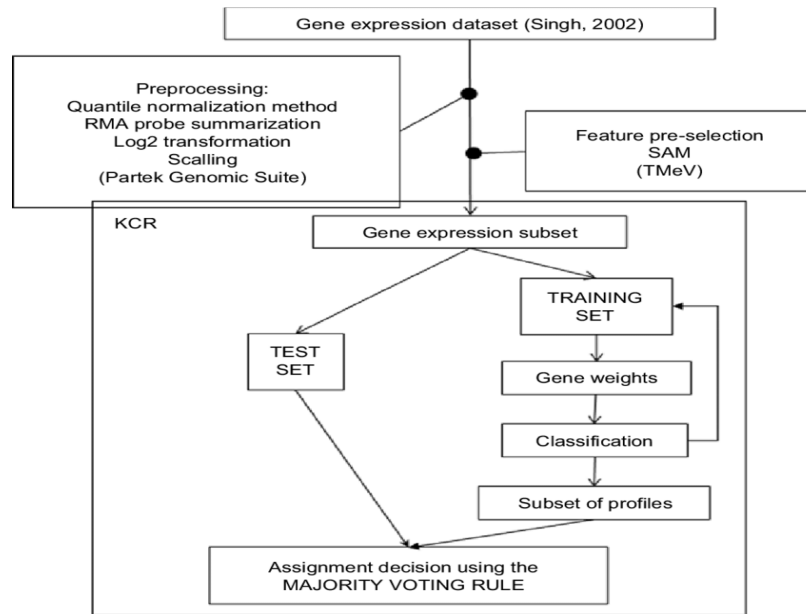 Gene expression dataset (Singh, 2002)
Preprocessing:
Quantile normalization method
RMA probe summarization
Log2 transformation
Scalling
(Partek Genomic Suite)
Feature pre-selection
SAM
(TMeV)
KCR
Gene expression subset
TRAINING
SET
TEST
SET
Gene weights
Classification
Subset of profiles
Assignment decision using the
MAJORITY VOTING RULE